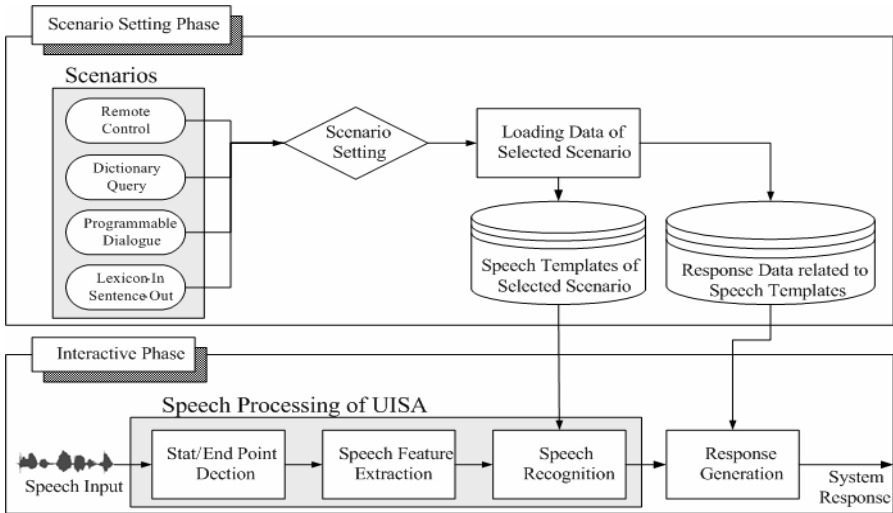 Scenario Setting Phase
Scenarios
Remote
Control
Dictionary
Query
Programmable
Dialogue
Lexicon-In
Sentence-Out
Scenario
Setting
Loading Data of
Selected Scenario
Speech Templates of
Selected Scenario
Response Data related to
Speech Templates
Interactive Phase
Speech Processing of UISA
Speech Input
Stat/End Point
Dection
Speech Feature
Extraction
Speech
Recognition
Response
Generation
System
Response